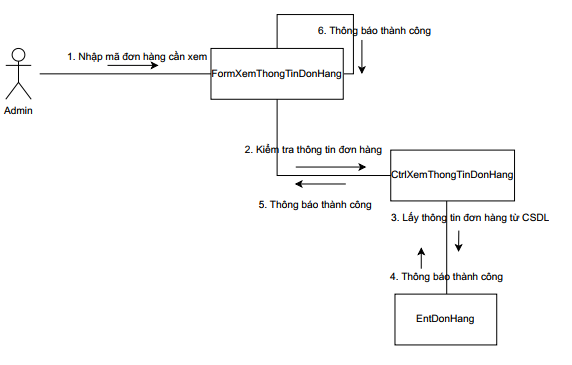 6. Thông báo thành công
1. Nhập mã đơn hàng cần xem
FormXemThongTinDonHang
Admin
2. Kiểm tra thông tin đơn hàng
CtrlXemThongTinDonHang
5. Thông báo thành công
3. Lấy thông tin đơn hàng từ CSDL
4. Thông báo thành công
EntDonHang